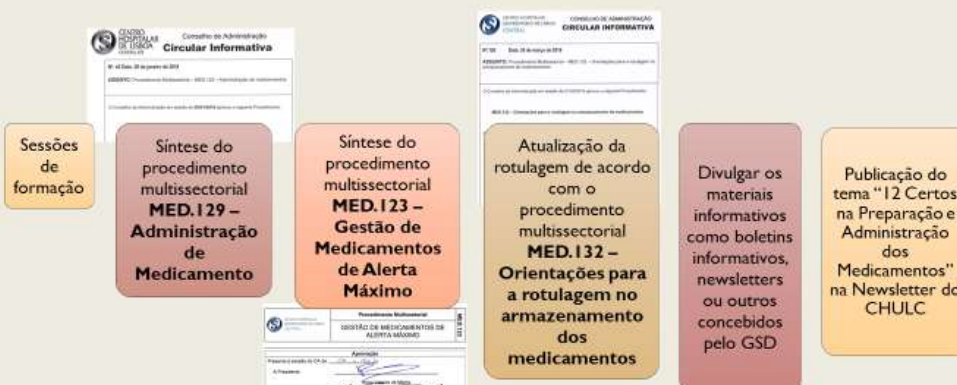 CENTRO
HOSPITALAR
DE LISBOA
CENTRAL
Conselho de Administração
Circular Informativa
CONSELHO DE ADMINISTRAÇÃO
CIRCULAR INFORMATIVA
Sessões
de
formação
Síntese do
procedimento
multissectorial
MED.129 –
Administração
de
Medicamento
Síntese do
procedimento
multissectorial
MED.123 –
Gestão de
Medicamentos
de Alerta
Máximo
Atualização da
rotulagem de acordo
com o
procedimento
multissectorial
MED.132 –
Orientações para
a rotulagem no
armazenamento
dos
medicamentos
Divulgar os
materiais
informativos
como boletins
informativos,
newsletters
ou outros
concebidos
pelo GSD
Publicação do
tema “12 Certos
na Preparação e
Administração
dos
Medicamentos”
na Newsletter do
CHULC
Procedimento Multissectorial
GESTÃO DE MEDICAMENTOS DE
ALERTA MÁXIMO
MED.123
Aprovação